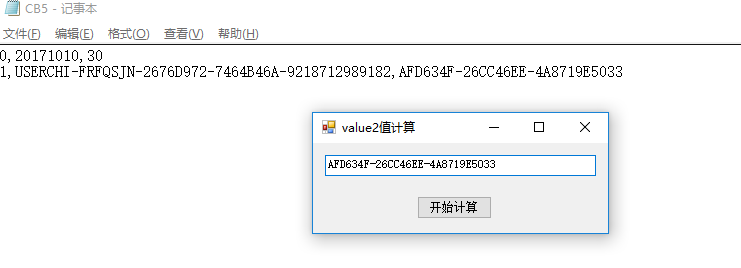 CB5 - 记事本
文件(F) 编辑(E) 格式(O) 查看(V) 帮助(H)
0,20171010,30
1,USERCHI-FRFQSJN-2676D972-7464B46A-9218712989182,AFD634F-26CC46EE-4A8719E5033
value2值计算
AFD634F-26CC46EE-4A8719E5033
开始计算